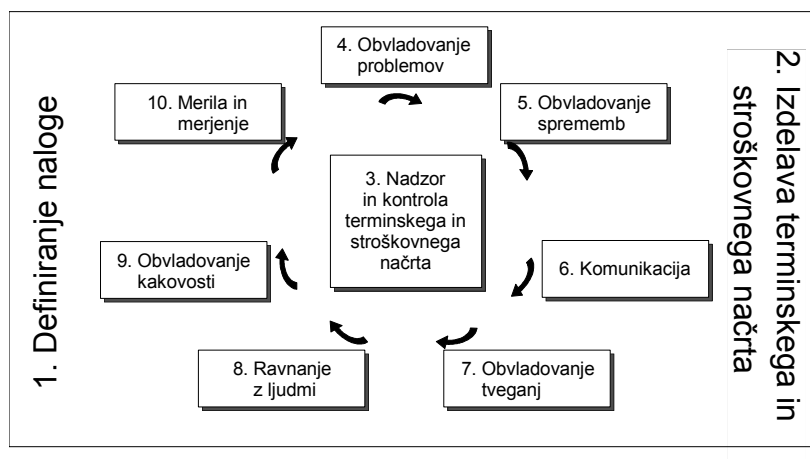 1. Definiranje naloge
2. Izdelava terminskega in
stroškovnega načrta
3. Nadzor
in kontrola
terminskega in
stroškovnega
načrta
4. Obvladovanje
problemov
5. Obvladovanje
sprememb
6. Komunikacija
7. Obvladovanje
tveganj
8. Ravnanje
z ljudmi
9. Obvladovanje
kakovosti
10. Merila in
merjenje